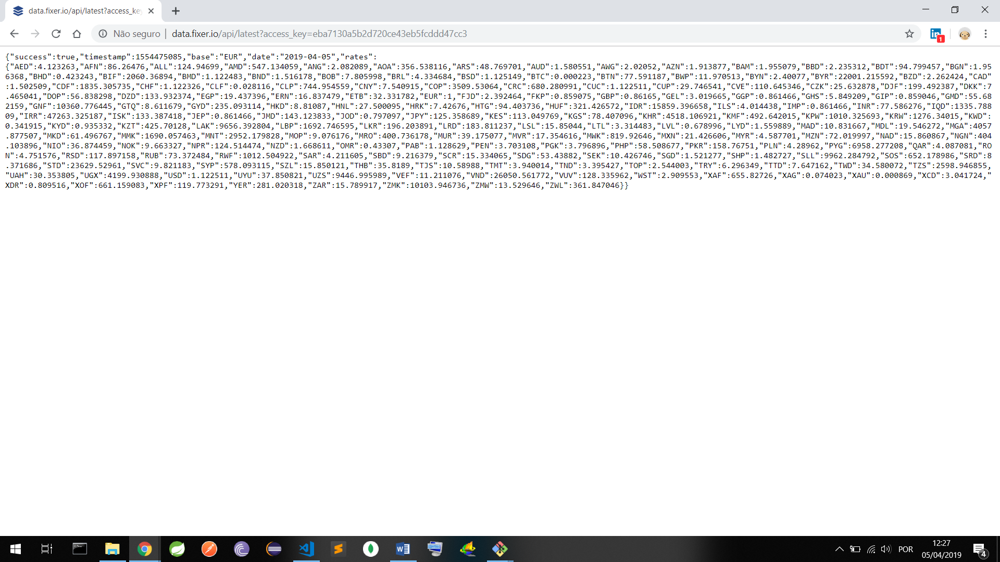 data.fixer.io/api/latest?access_key
Não seguro | data.fixer.io/api/latest?access_key=eba7130a5b2d720ce43eb5fcddd47cc3
1
{"success":true,"timestamp":1554475085,"base":"EUR","date":"2019-04-05","rates":
{"AED":4.123263,"AFN":86.26476,"ALL":124.94699,"AMD":547.134059,"ANG":2.082089,"AOA":356.538116,"ARS":48.769701,"AUD":1.580551,"AWG":2.02052,"AZN":1.913877,"BAM":1.955079,"BBD":2.235312,"BDT":94.799457,"BGN":1.95
6368,"BHD":0.423243,"BIF":2060.36894,"BMD":1.122483,"BND":1.516178,"BOB":7.805998,"BRL":4.334684,"BSD":1.125149,"BTC":0.000223,"BTN":77.591187,"BWP":11.970513,"BYN":2.40077,"BYR":22001.215592,"BZD":2.262424,"CAD"
:1.502509,"CDF":1835.305735,"CHF":1.122326,"CLF":0.028116,"CLP":744.954559,"CNY":7.540915,"COP":3509.53064,"CRC":680.280991,"CUC":1.122511,"CUP":29.746541,"CVE":110.645346,"CZK":25.632878,"DJF":199.492387,"DKK":7
.465041,"DOP":56.838298,"DZD":133.932374,"EGP":19.437396,"ERN":16.837479,"ETB":32.331782,"EUR":1,"FJD":2.392464,"FKP":0.859075,"GBP":0.86165,"GEL":3.019665,"GGP":0.861466,"GHS":5.849209,"GIP":0.859046,"GMD":55.68
2159,"GNF":10360.776445,"GTQ":8.611679,"GYD":235.093114,"HKD":8.81087,"HNL":27.500095,"HRK":7.42676,"HTG":94.403736,"HUF":321.426572,"IDR":15859.396658,"ILS":4.014438,"IMP":0.861466,"INR":77.586276,"IQD":1335.788
09,"IRR":47263.325187,"ISK":133.387418,"JEP":0.861466,"JMD":143.123833,"JOD":0.797097,"JPY":125.358689,"KES":113.049769,"KGS":78.407096,"KHR":4518.106921,"KMF":492.642015,"KPW":1010.325693,"KRW":1276.34015,"KWD":
0.341915,"KYD":0.935332,"KZT":425.70128,"LAK":9656.392804,"LBP":1692.746595,"LKR":196.203891,"LRD":183.811237,"LSL":15.85044,"LTL":3.314483,"LVL":0.678996,"LYD":1.559889,"MAD":10.831667,"MDL":19.546272,"MGA":4057
.877507,"MKD":61.496767,"MMK":1690.057463,"MNT":2952.179828,"MOP":9.076176,"MRO":400.736178,"MUR":39.175077,"MVR":17.354616,"MWK":819.92646,"MXN":21.426606,"MYR":4.587701,"MZN":72.019997,"NAD":15.860867,"NGN":404
.103896,"NIO":36.874459,"NOK":9.663327,"NPR":124.514474,"NZD":1.668611,"OMR":0.43307,"PAB":1.128629,"PEN":3.703108,"PGK":3.796896,"PHP":58.508677,"PKR":158.76751,"PLN":4.28962,"PYG":6958.277208,"QAR":4.087081,"RO
N":4.751576,"RSD":117.897158,"RUB":73.372484,"RWF":1012.504922,"SAR":4.211605,"SBD":9.216379,"SCR":15.334065,"SDG":53.43882,"SEK":10.426746,"SGD":1.521277,"SHP":1.482727,"SLL":9962.284792,"SOS":652.178986,"SRD":8
.371686,"STD":23629.52961,"SVC":9.821183,"SYP":578.093115,"SZL":15.850121,"THB":35.8189,"TJS":10.58988,"TMT":3.940014,"TND":3.395427,"TOP":2.544003,"TRY":6.296349,"TTD":7.647162,"TWD":34.580072,"TZS":2598.946855,
"UAH":30.353805,"UGX":4199.930888,"USD":1.122511,"UYU":37.850821,"UZS":9446.995989,"VEF":11.211076,"VND":26050.561772,"VUV":128.335962,"WST":2.909553,"XAF":655.82726,"XAG":0.074023,"XAU":0.000869,"XCD":3.041724,"
XDR":0.809516,"XOF":661.159083,"XPF":119.773291,"YER":281.020318,"ZAR":15.789917,"ZMK":10103.946736,"ZMW":13.529646,"ZWL":361.847046}}
POR
12:27
05/04/2019
4